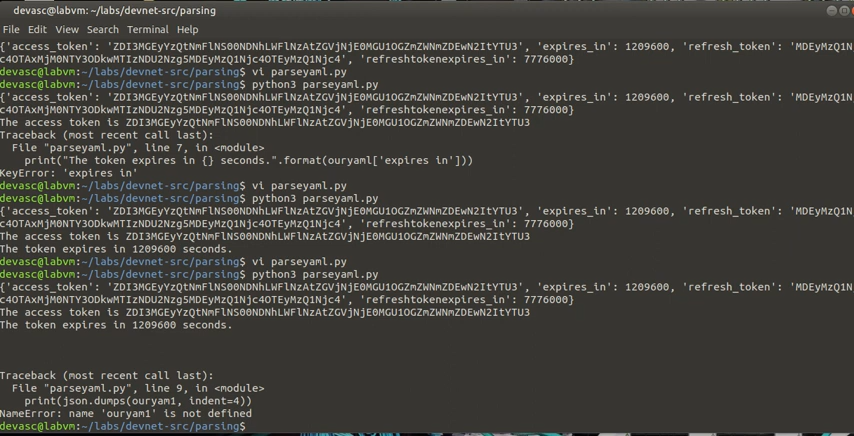 devasc@labvm: ~/labs/devnet-src/parsing
File Edit View Search Terminal Help
{'access_token': 'ZDI3MGEyYzQtNmFlNS00NDNhLWFlNzAtZGVjNjE0MGU1OGZmZWNmZDEwN2ItYTU3', 'expires_in': 1209600, 'refresh_token': 'MDEyMzQ1N
c4OTAxMjM0NTY3ODkwMTIzNDU2Nzg5MDEyMzQ1Njc4OTEyMzQ1Njc4', 'refreshtokenexpires_in': 7776000}
devasc@labvm:~/labs/devnet-src/parsing$ vi parseyaml.py
devasc@labvm:~/labs/devnet-src/parsing$ python3 parseyaml.py
{'access_token': 'ZDI3MGEyYzQtNmFlNS00NDNhLWFlNzAtZGVjNjE0MGU1OGZmZWNmZDEwN2ItYTU3', 'expires_in': 1209600, 'refresh_token': 'MDEyMzQ1N
c4OTAxMjM0NTY3ODkwMTIzNDU2Nzg5MDEyMzQ1Njc4OTEyMzQ1Njc4', 'refreshtokenexpires_in': 7776000}
The access token is ZDI3MGEyYzQtNmFlNS00NDNhLWFlNzAtZGVjNjE0MGU1OGZmZWNmZDEwN2ItYTU3
Traceback (most recent call last):
  File "parseyaml.py", line 7, in <module>
    print("The token expires in {} seconds.".format(ouryaml['expires in']))
KeyError: 'expires in'
devasc@labvm:~/labs/devnet-src/parsing$ vi parseyaml.py
devasc@labvm:~/labs/devnet-src/parsing$ python3 parseyaml.py
{'access_token': 'ZDI3MGEyYzQtNmFlNS00NDNhLWFlNzAtZGVjNjE0MGU1OGZmZWNmZDEwN2ItYTU3', 'expires_in': 1209600, 'refresh_token': 'MDEyMzQ1N
c4OTAxMjM0NTY3ODkwMTIzNDU2Nzg5MDEyMzQ1Njc4OTEyMzQ1Njc4', 'refreshtokenexpires_in': 7776000}
The access token is ZDI3MGEyYzQtNmFlNS00NDNhLWFlNzAtZGVjNjE0MGU1OGZmZWNmZDEwN2ItYTU3
The token expires in 1209600 seconds.
devasc@labvm:~/labs/devnet-src/parsing$ vi parseyaml.py
devasc@labvm:~/labs/devnet-src/parsing$ python3 parseyaml.py
{'access_token': 'ZDI3MGEyYzQtNmFlNS00NDNhLWFlNzAtZGVjNjE0MGU1OGZmZWNmZDEwN2ItYTU3', 'expires_in': 1209600, 'refresh_token': 'MDEyMzQ1N
c4OTAxMjM0NTY3ODkwMTIzNDU2Nzg5MDEyMzQ1Njc4OTEyMzQ1Njc4', 'refreshtokenexpires_in': 7776000}
The access token is ZDI3MGEyYzQtNmFlNS00NDNhLWFlNzAtZGVjNjE0MGU1OGZmZWNmZDEwN2ItYTU3
The token expires in 1209600 seconds.
Traceback (most recent call last):
  File "parseyaml.py", line 9, in <module>
    print(json.dumps(ouryam1, indent=4))
NameError: name 'ouryam1' is not defined
devasc@labvm:~/labs/devnet-src/parsing$